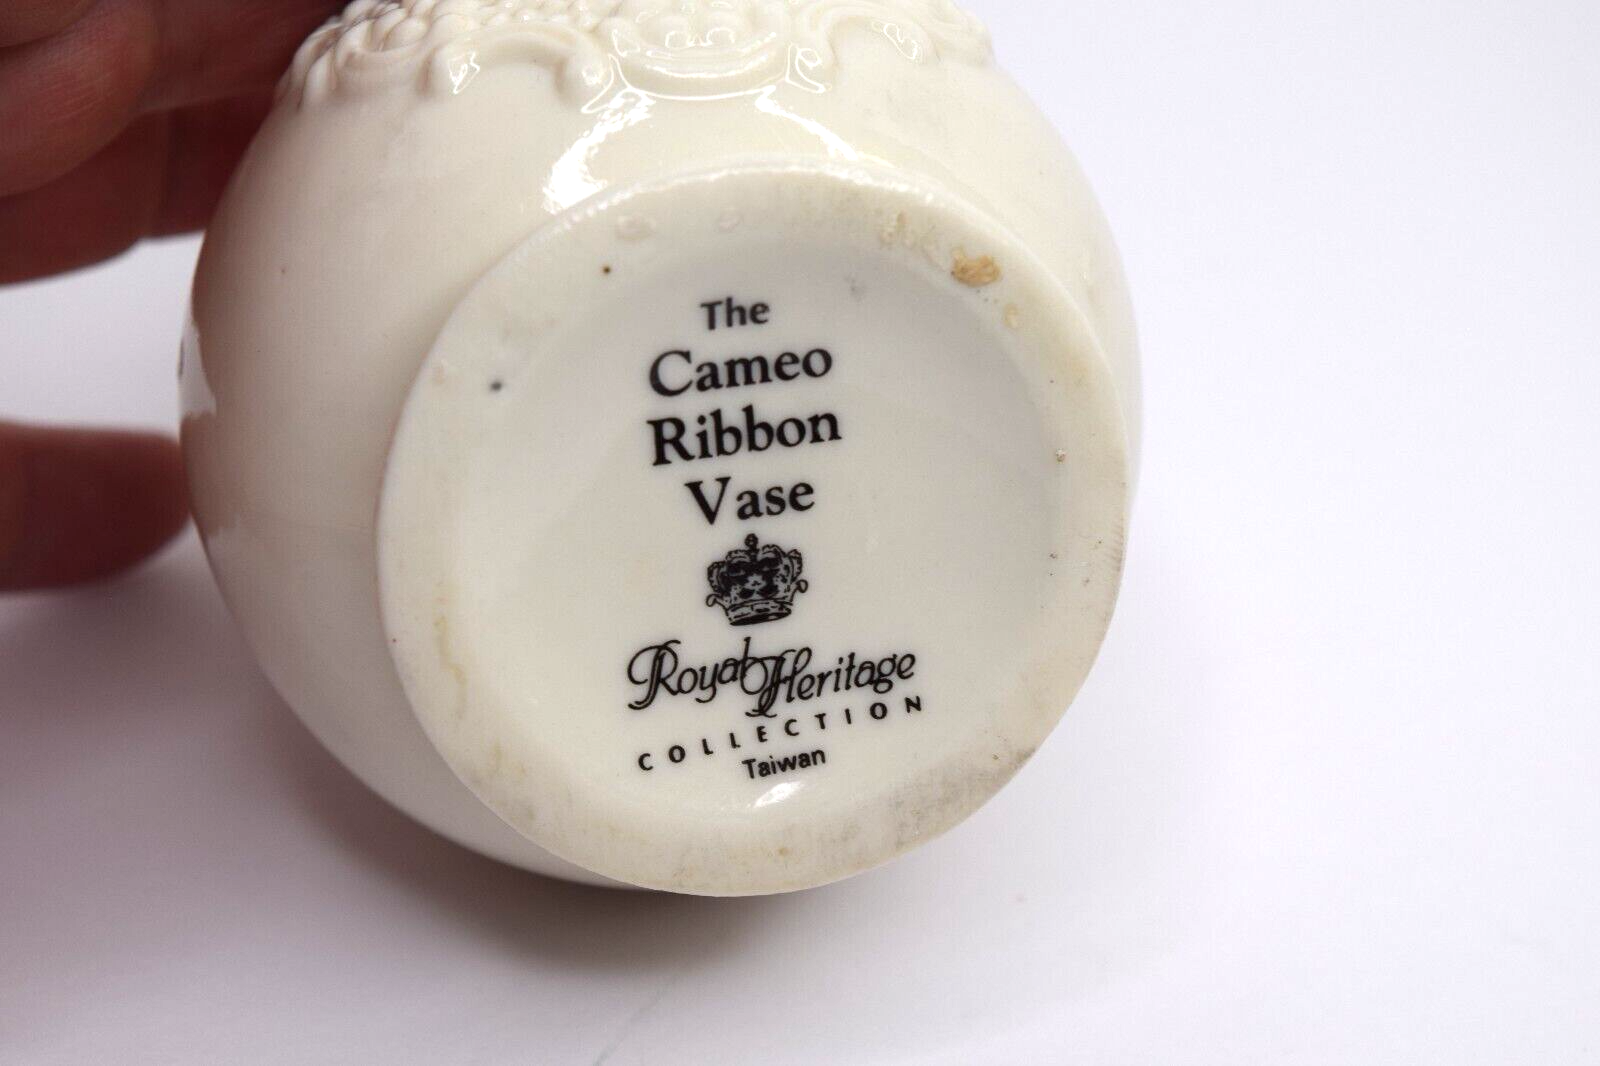 The
Cameo
Ribbon
Vase
Royal Heritage
COLLECTION
Taiwan